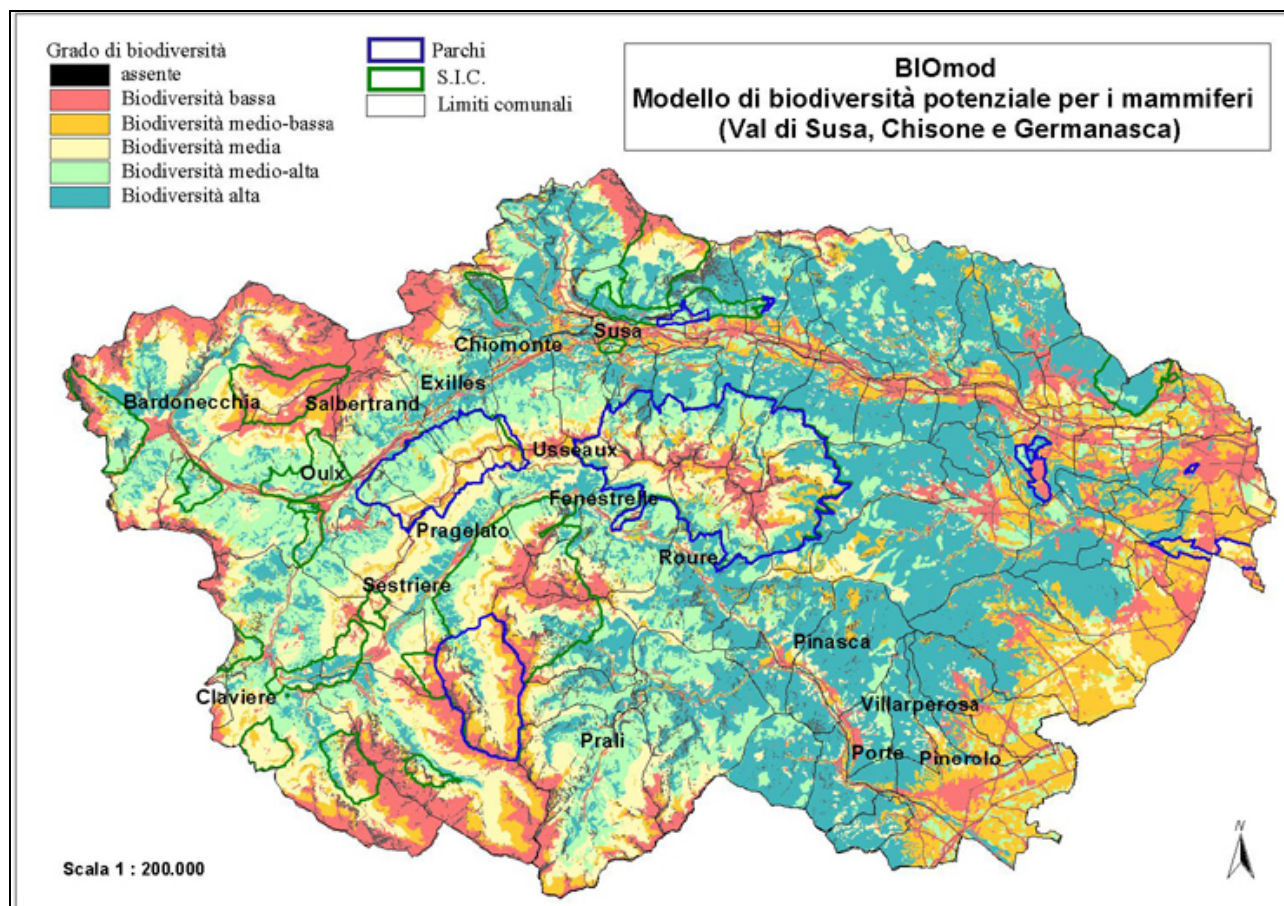 Grado di biodiversità
assente
Biodiversità bassa
Biodiversità medio-bassa
Biodiversità media
Biodiversità medio-alta
Biodiversità alta
Parchi
S.I.C.
Limiti comunali
BIOmod
Modello di biodiversità potenziale per i mammiferi
(Val di Susa, Chisone e Germanasca)
Susa
Chiomonte
Exilles
Bardonecchia
Salbertrand
Oulx
Usseaux
Fenestrelle
Pragelato
Roure
Sestriere
Pinasca
Claviere
Villarperosa
Prali
Porte
Pinerolo
Scala 1 : 200.000
N